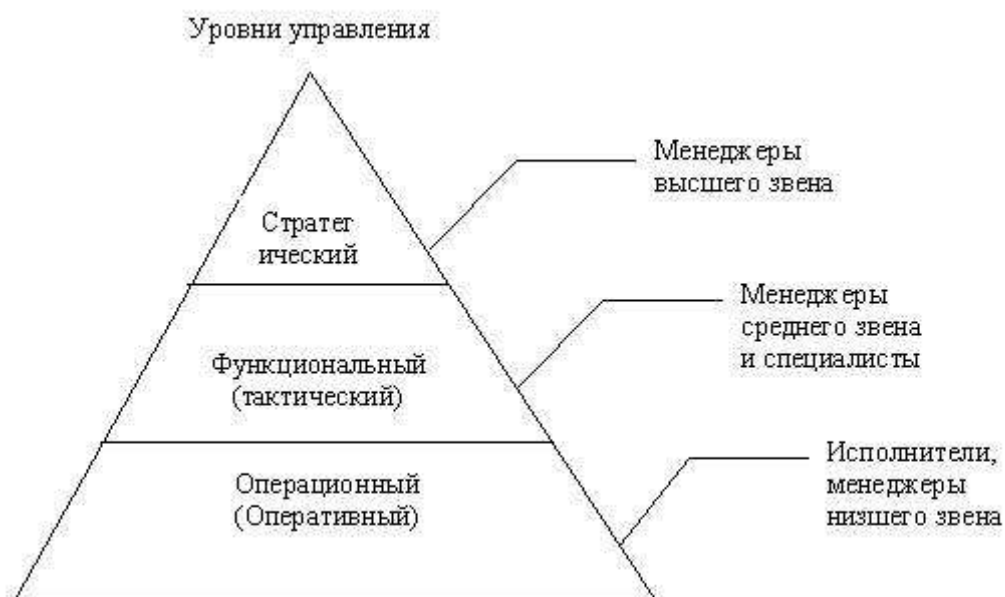 Уровни управления
Менеджеры
высшего звена
Стратег
ический
Менеджеры
среднего звена
и специалисты
Функциональный
(тактический)
Исполнители,
менеджеры
низшего звена
Операционный
(Оперативный)